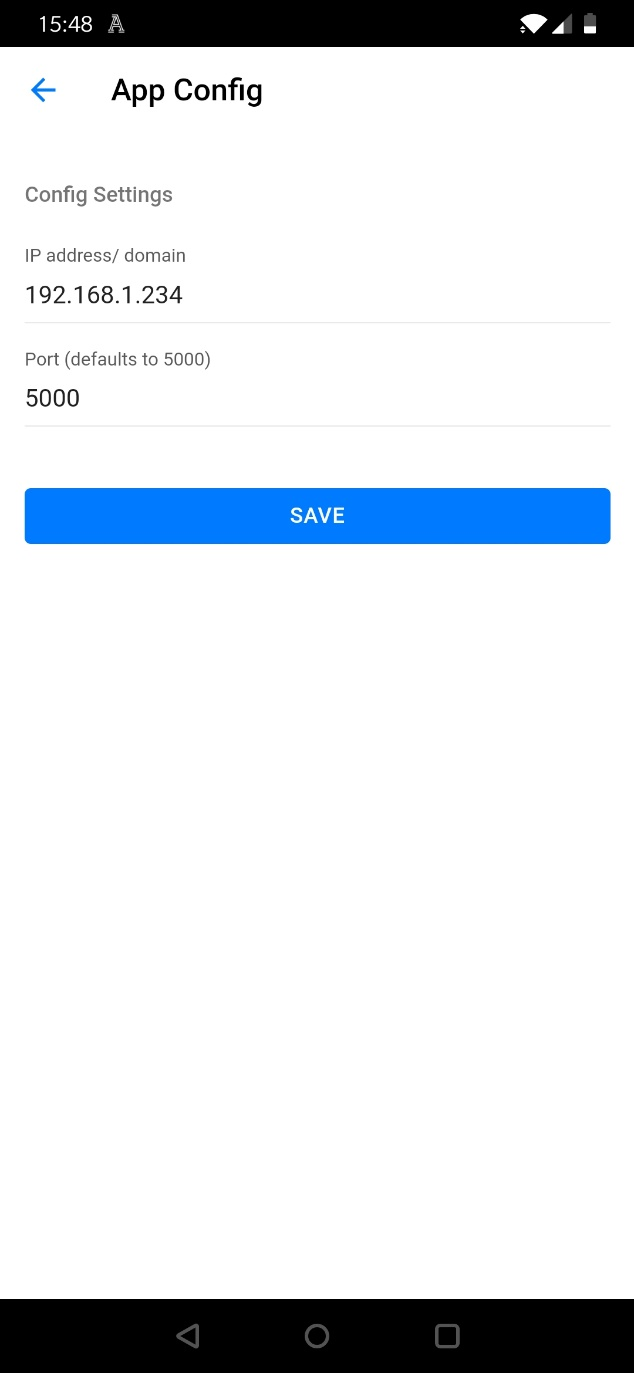 15:48
App Config
Config Settings
IP address/ domain
192.168.1.234
Port (defaults to 5000)
5000
SAVE